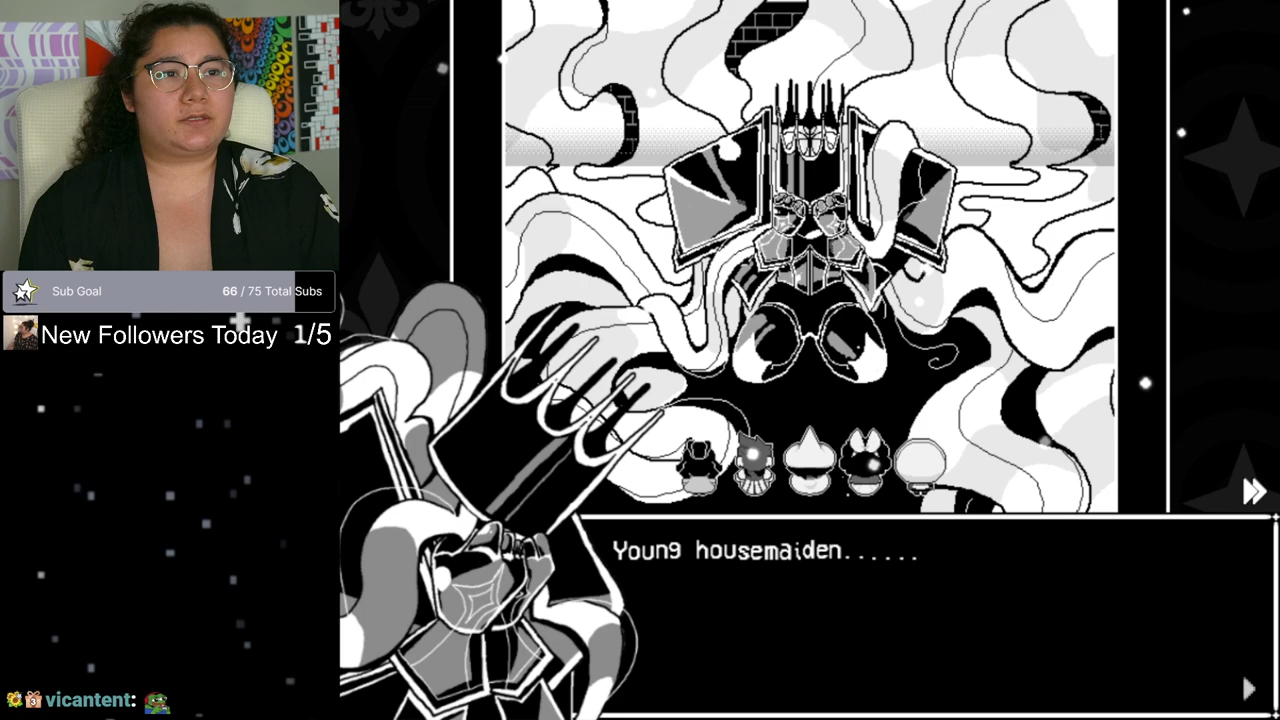 Sub Goal
66 / 75 Total Subs
New Followers Today 1/5
Young housemaiden......
vicantent: